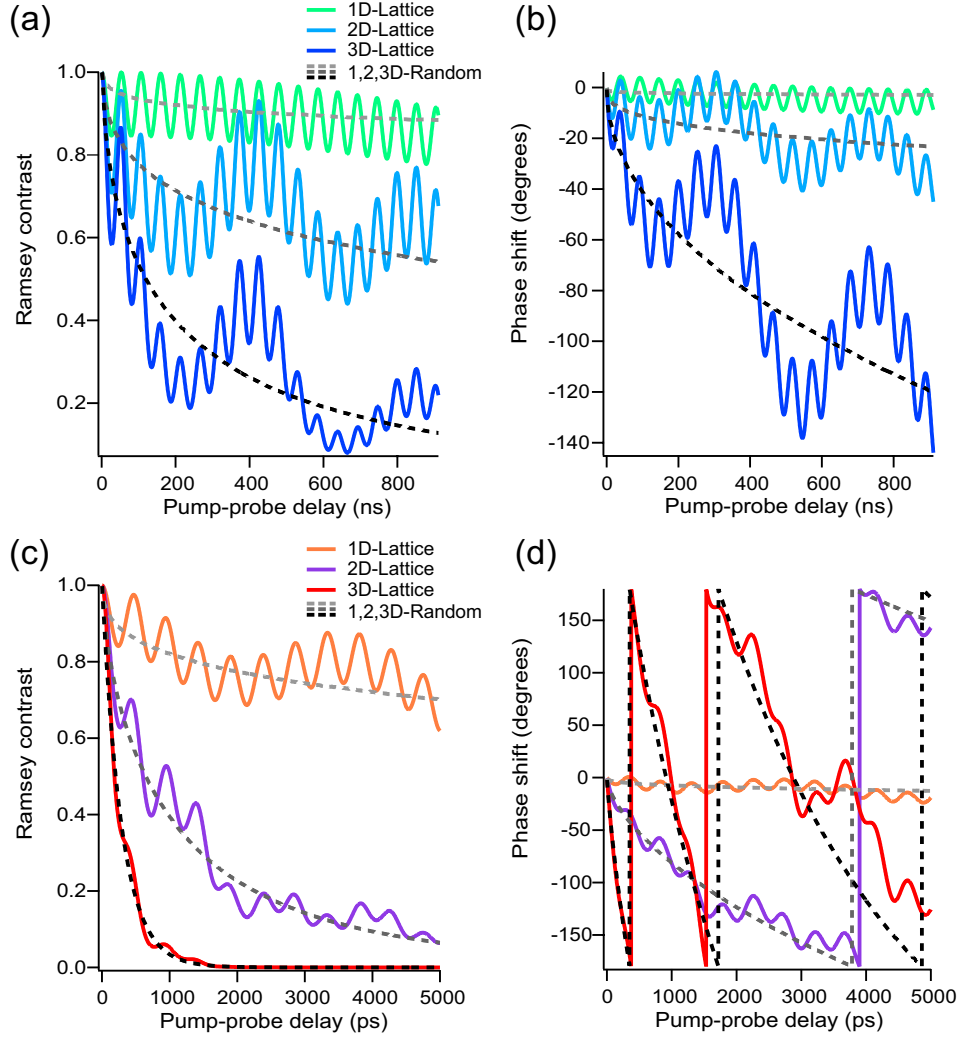 (a)
1D-Lattice
2D-Lattice
3D-Lattice
1,2,3D-Random
1.0
0.8
0.6
0.4
0.2
Ramsey contrast
0
200
400
600
800
Pump-probe delay (ns)
(b)
0
-20
-40
-60
-80
-100
-120
-140
Phase shift (degrees)
0
200
400
600
800
Pump-probe delay (ns)
(c)
1D-Lattice
2D-Lattice
3D-Lattice
1,2,3D-Random
1.0
0.8
0.6
0.4
0.2
0.0
Ramsey contrast
0
1000
2000
3000
4000
5000
Pump-probe delay (ps)
(d)
150
100
50
0
-50
-100
-150
Phase shift (degrees)
0
1000
2000
3000
4000
5000
Pump-probe delay (ps)